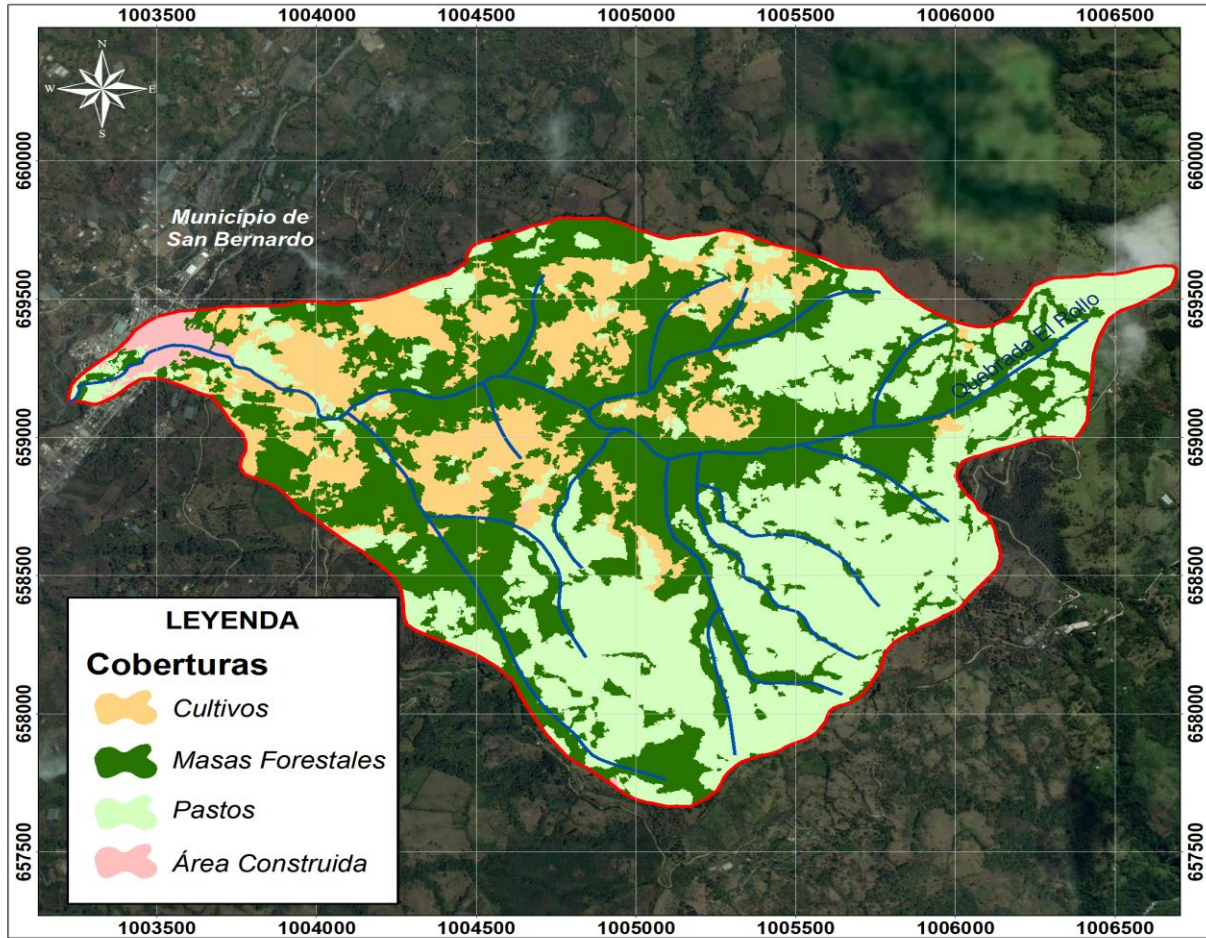 1003500 1004000 1004500 1005000 1005500 1006000 1006500
N
W E
S
660000 660000
Municipio de
San Bernardo
659500 659500
Quebrada El Rollo
659000 659000
658500 658500
LEYENDA
Coberturas
Cultivos
658000 658000
Masas Forestales
Pastos
657500 657500
Área Construida
1003500 1004000 1004500 1005000 1005500 1006000 1006500